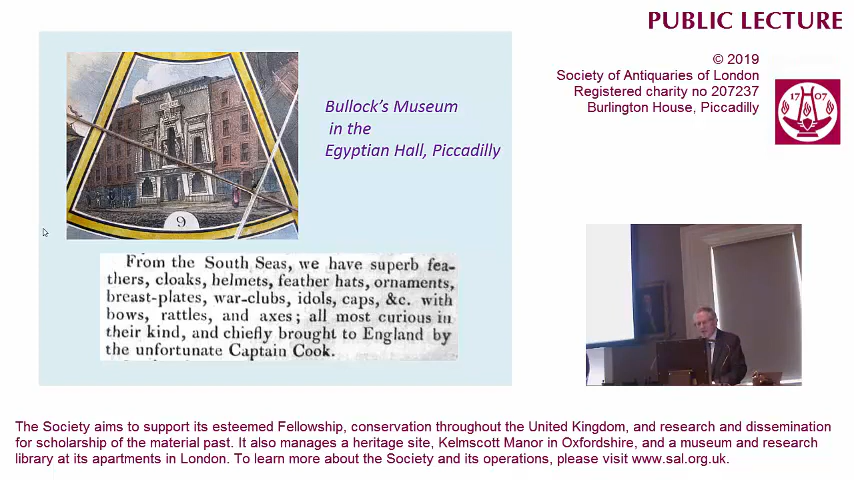 PUBLIC LECTURE
© 2019
Society of Antiquaries of London
Registered charity no 207237
Burlington House, Piccadilly
17 07
Bullock's Museum
in the
Egyptian Hall, Piccadilly
9
From the South Seas, we have superb fea-
thers, cloaks, helmets, feather hats, ornaments,
breast-plates, war-clubs, idols, caps, &c. with
bows, rattles, and axes; all most curious in
their kind, and chiefly brought to England by
the unfortunate Captain Cook.
The Society aims to support its esteemed Fellowship, conservation throughout the United Kingdom, and research and dissemination
for scholarship of the material past. It also manages a heritage site, Kelmscott Manor in Oxfordshire, and a museum and research
library at its apartments in London. To learn more about the Society and its operations, please visit www.sal.org.uk.